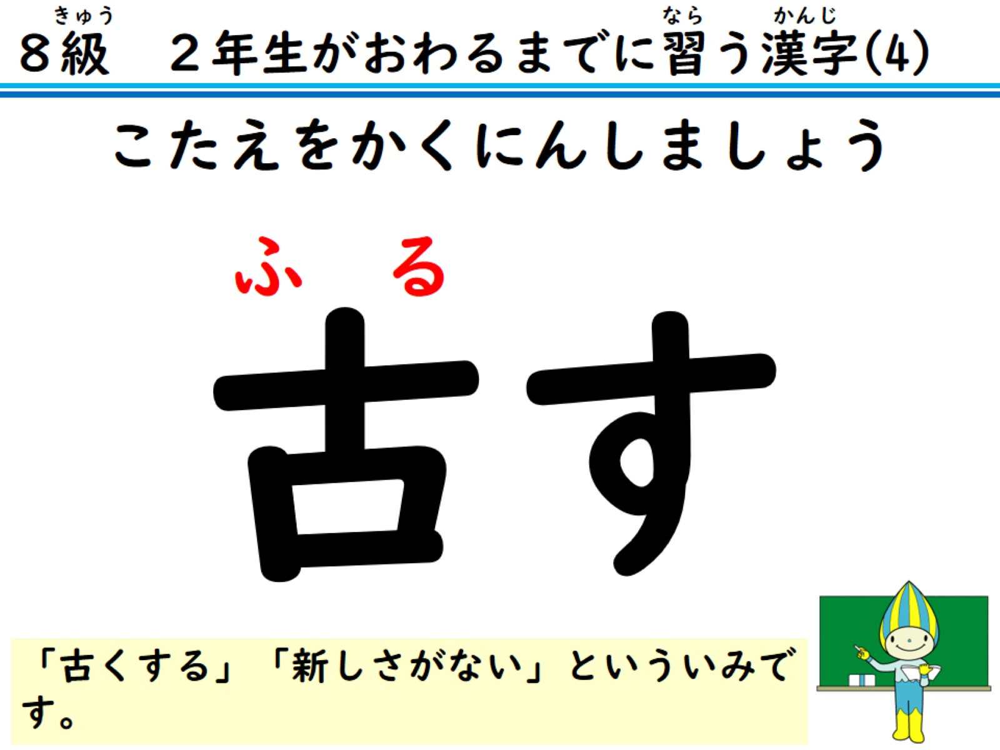 きゅう なら かんじ
８級　２年生がおわるまでに習う漢字(4)
こたえをかくにんしましょう
ふ る
古す
「古くする」「新しさがない」といういみで
す。